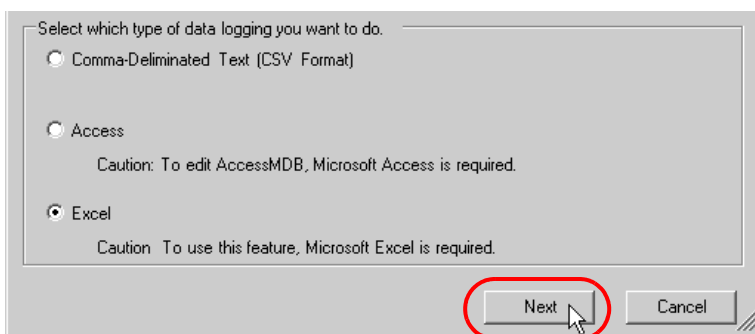 Select which type of data logging you want to do.
Comma-Deliminated Text (CSV Format)
Access
Caution: To edit AccessMDB, Microsoft Access is required.
Excel
Caution To use this feature, Microsoft Excel is required.
Next Cancel